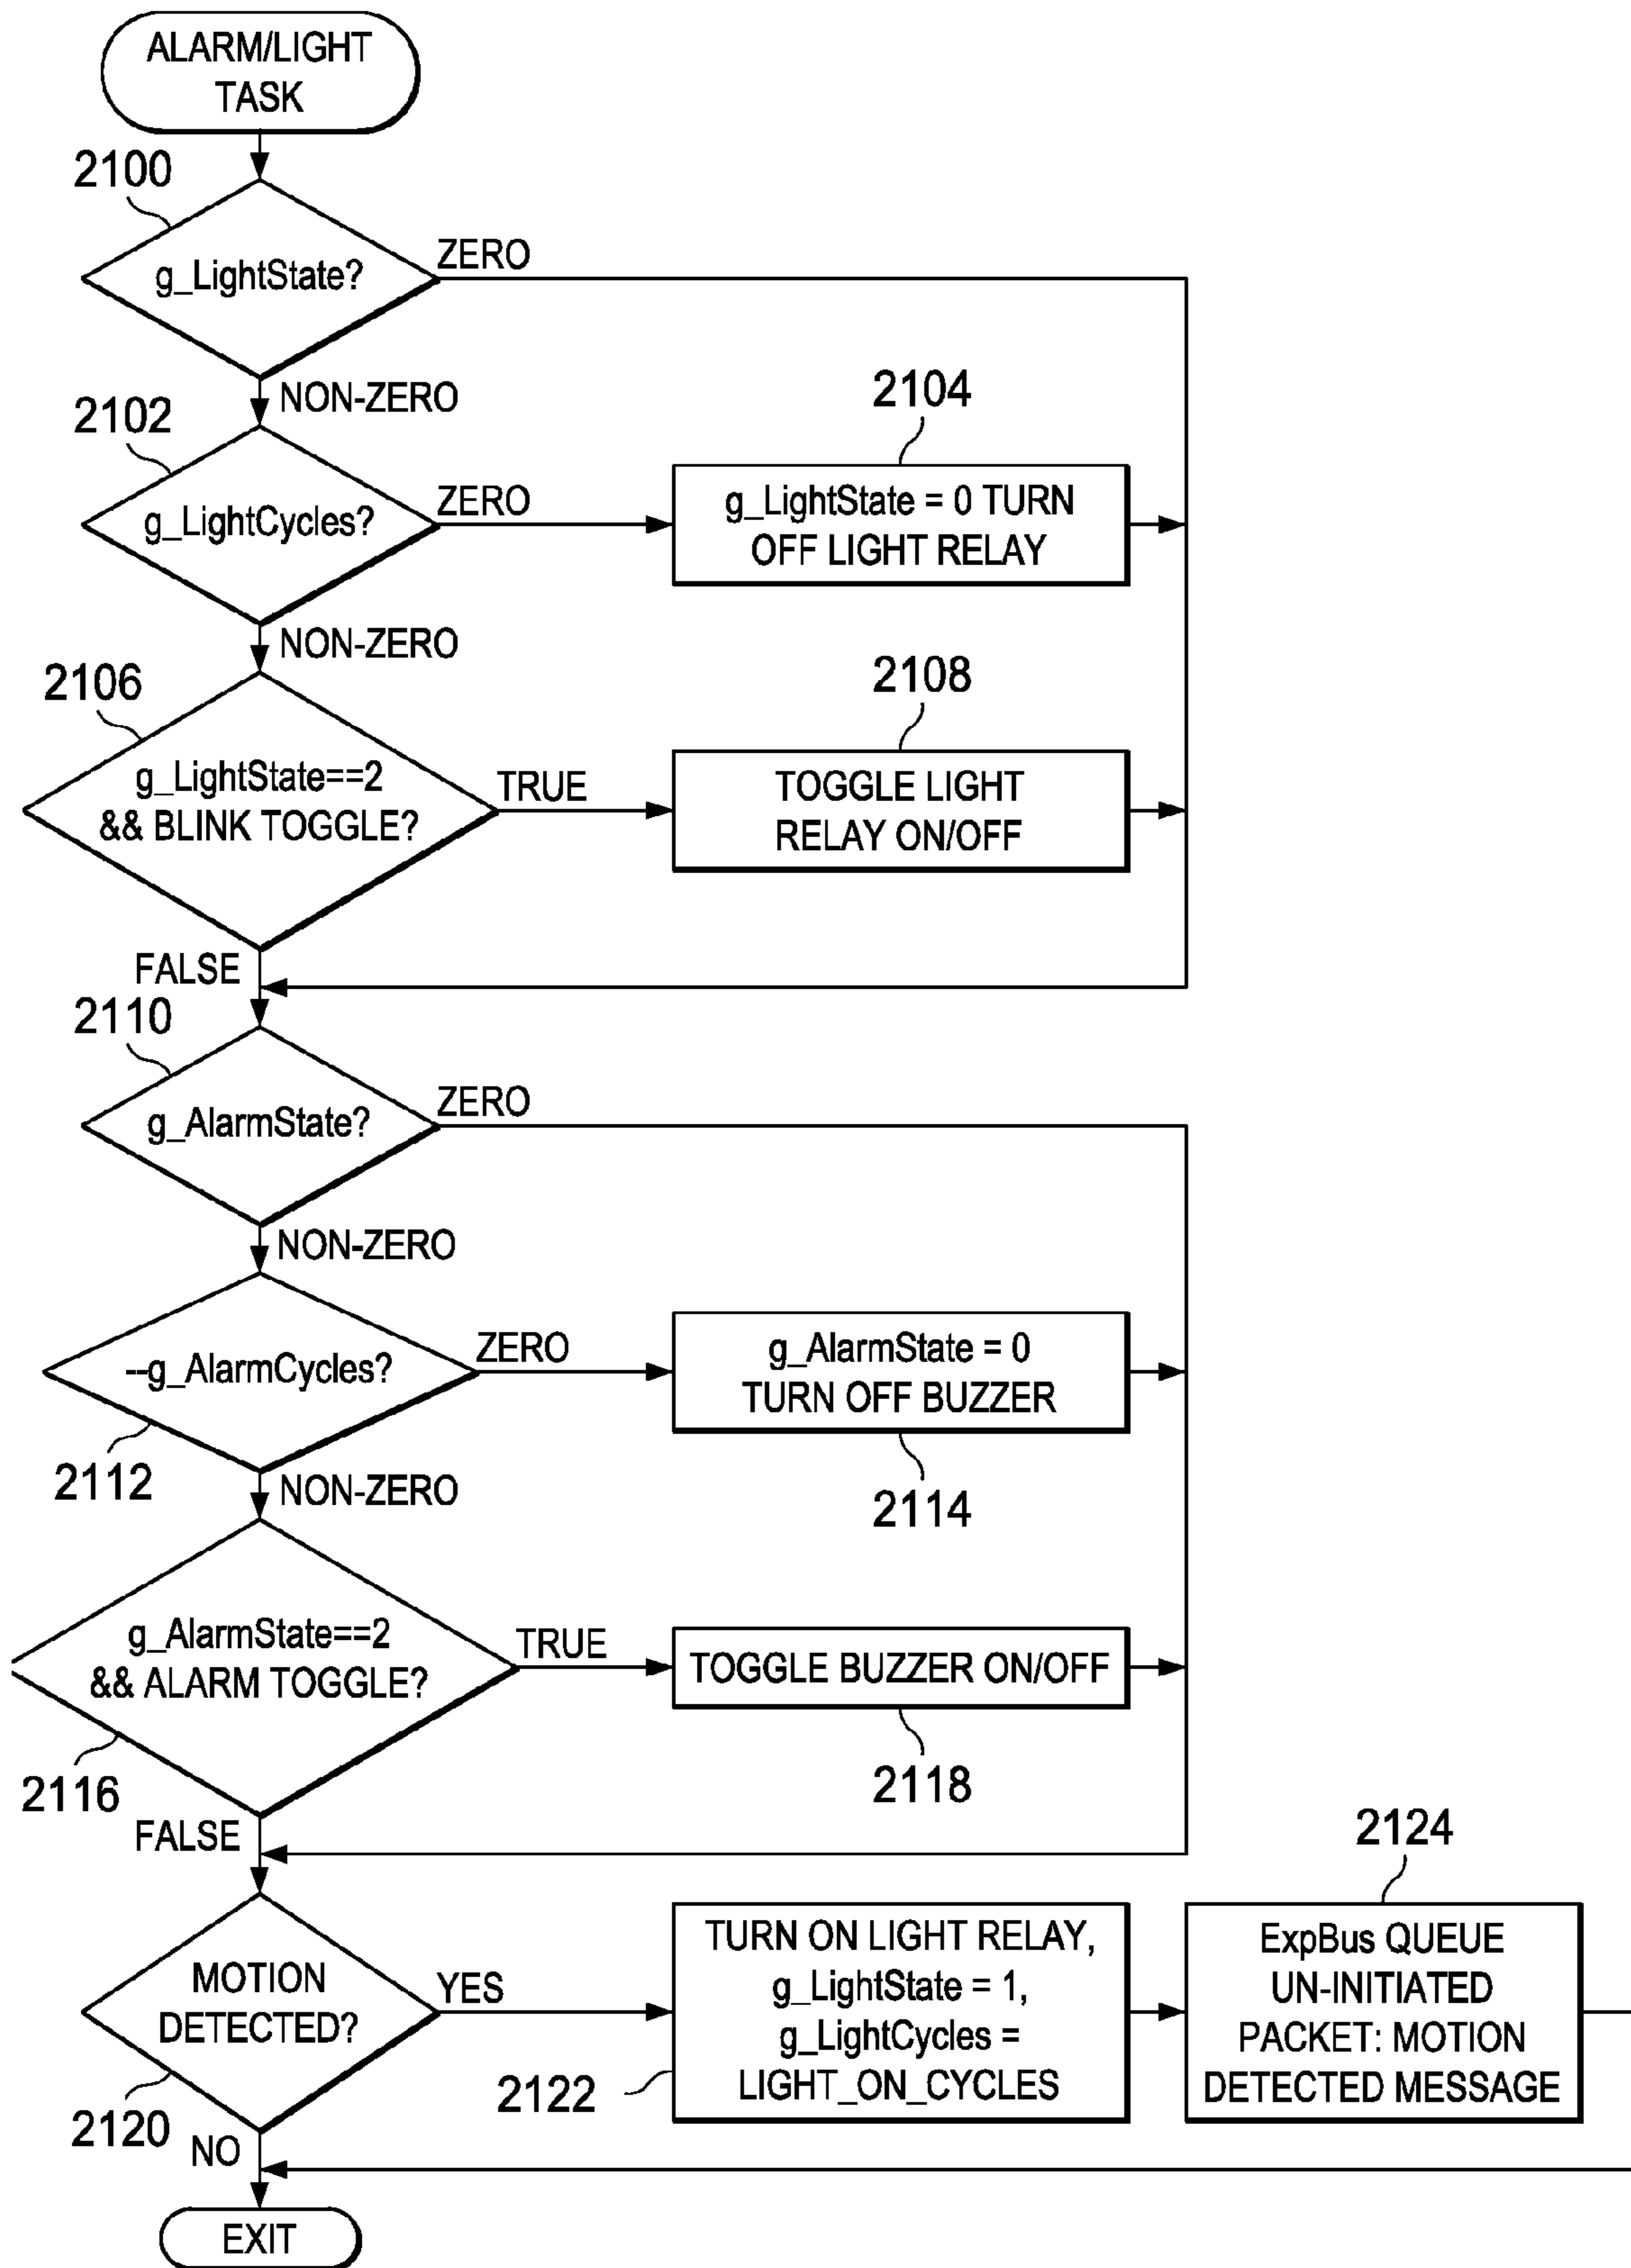 ALARM/LIGHT
TASK
2100
g_LightState?
ZERO
NON-ZERO
2102
g_LightCycles?
ZERO
2104
g_LightState = 0 TURN
OFF LIGHT RELAY
NON-ZERO
2106
g_LightState==2
&& BLINK TOGGLE?
TRUE
2108
TOGGLE LIGHT
RELAY ON/OFF
FALSE
2110
g_AlarmState?
ZERO
NON-ZERO
--g_AlarmCycles?
2112
ZERO
g_AlarmState = 0
TURN OFF BUZZER
2114
NON-ZERO
g_AlarmState==2
&& ALARM TOGGLE?
2116
TRUE
TOGGLE BUZZER ON/OFF
2118
FALSE
MOTION
DETECTED?
2120
YES
TURN ON LIGHT RELAY,
g_LightState = 1,
g_LightCycles =
LIGHT_ON_CYCLES
2122
2124
ExpBus QUEUE
UN-INITIATED
PACKET: MOTION
DETECTED MESSAGE
NO
EXIT